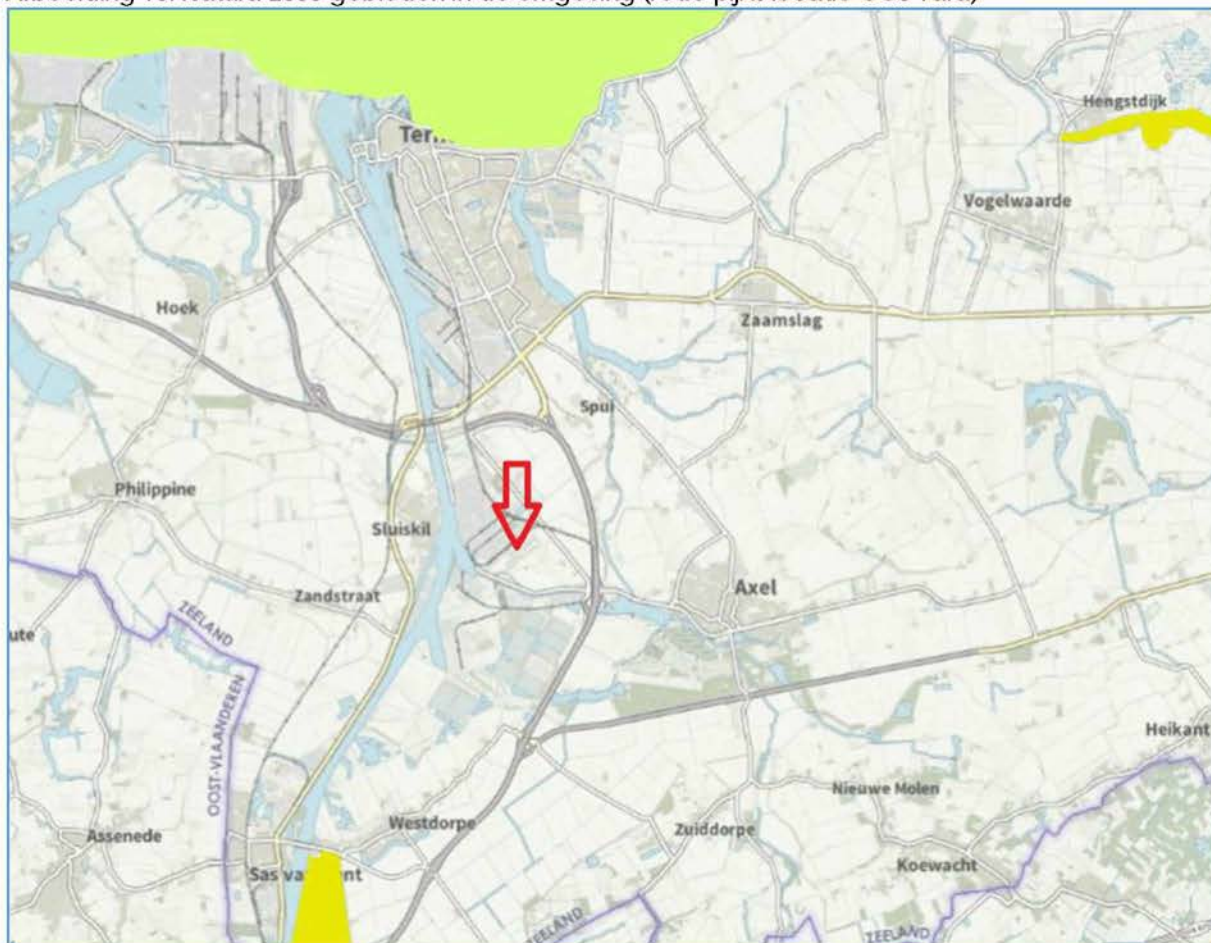 Hengstdijk
Vogelwaarde
Hoek
Zaamslag
Spui
Philippine
Sluiskil
Axel
Zandstraat
ZEELAND
OOST-VLAANDEREN
Heikant
Nieuwe Molen
Westdorpe
Zuiddorpe
Assenede
Koewacht
ZEELAND
ZEELAND